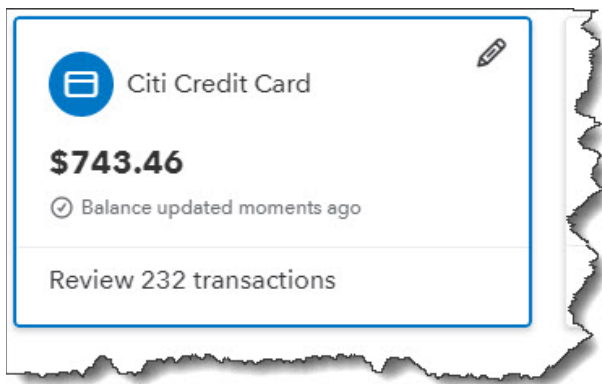 Citi Credit Card
$743.46
Balance updated moments ago
Review 232 transactions